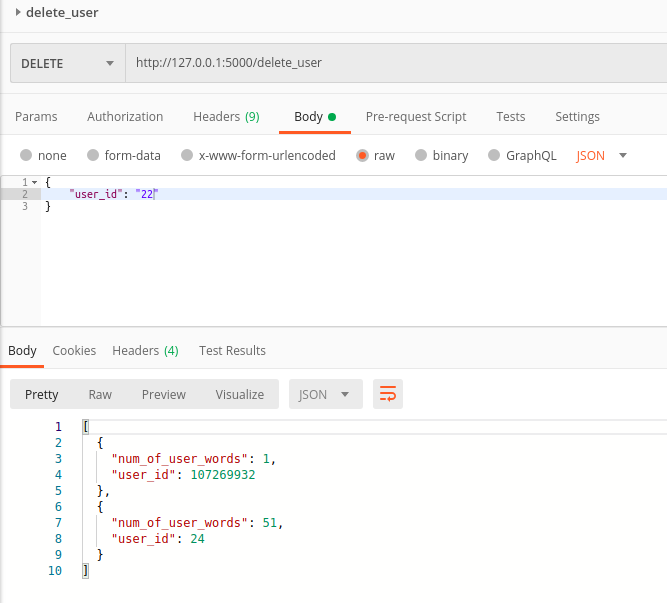 delete_user
DELETE http://127.0.0.1:5000/delete_user
Params Authorization Headers (9) Body Pre-request Script Tests Settings
none form-data x-www-form-urlencoded raw binary GraphQL JSON
1 {
2 "user_id": "22"
3 }
Body Cookies Headers (4) Test Results
Pretty Raw Preview Visualize JSON
1 [
2 {
3 "num_of_user_words": 1,
4 "user_id": 107269932
5 },
6 {
7 "num_of_user_words": 51,
8 "user_id": 24
9 }
10 ]